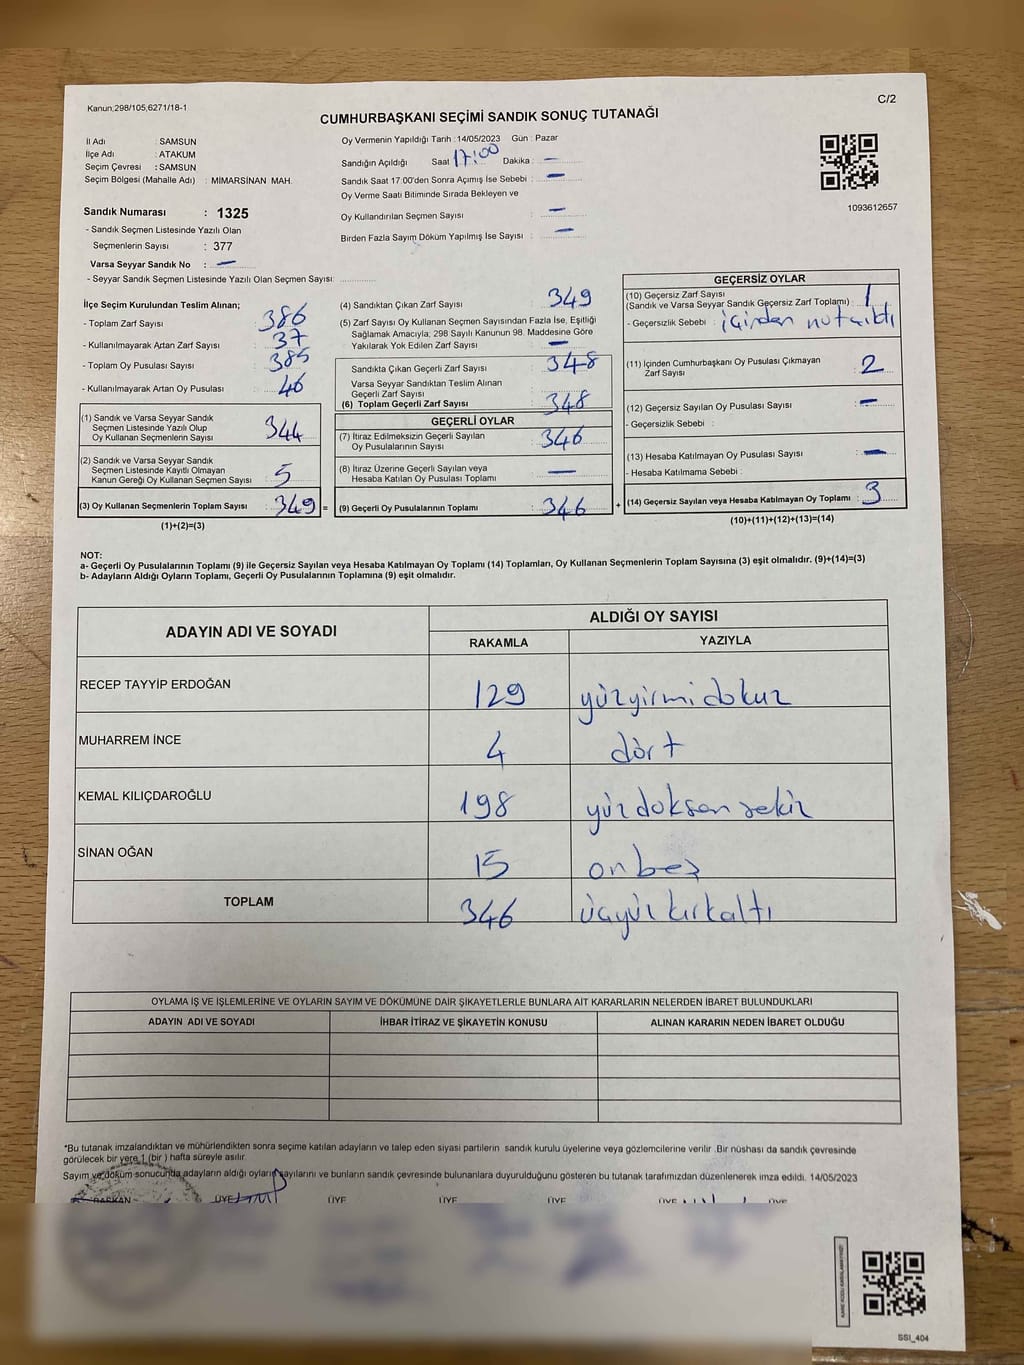 Kanun,298/105,6271/18-1
C/2
CUMHURBAŞKANI SEÇİMİ SANDIK SONUÇ TUTANAĞI
İl Adı : SAMSUN
İlçe Adı : ATAKUM
Seçim Çevresi : SAMSUN
Seçim Bölgesi (Mahalle Adı) : MİMARSİNAN MAH.
Oy Vermenin Yapıldığı Tarih : 14/05/2023 Gün : Pazar
Sandığın Açıldığı Saat 17:00 Dakika : —
Sandık Saat 17:00'den Sonra Açımış İse Sebebi : —
Oy Verme Saati Bitiminde Sırada Bekleyen ve
Oy Kullandırılan Seçmen Sayısı : —
Birden Fazla Sayım Döküm Yapılmış İse Sayısı : —
1093612657
Sandık Numarası : 1325
- Sandık Seçmen Listesinde Yazılı Olan
Seçmenlerin Sayısı : 377
Varsa Seyyar Sandık No : —
- Seyyar Sandık Seçmen Listesinde Yazılı Olan Seçmen Sayısı:
İlçe Seçim Kurulundan Teslim Alınan;
- Toplam Zarf Sayısı : 386
- Kullanılmayarak Artan Zarf Sayısı : 37
- Toplam Oy Pusulası Sayısı : 385
- Kullanılmayarak Artan Oy Pusulası : 46
(1) Sandık ve Varsa Seyyar Sandık
Seçmen Listesinde Yazılı Olup
Oy Kullanan Seçmenlerin Sayısı : 344
(2) Sandık ve Varsa Seyyar Sandık
Seçmen Listesinde Kayıtlı Olmayan
Kanun Gereği Oy Kullanan Seçmen Sayısı : 5
(3) Oy Kullanan Seçmenlerin Toplam Sayısı : 349 =
(1)+(2)=(3)
(4) Sandıktan Çıkan Zarf Sayısı : 349
(5) Zarf Sayısı Oy Kullanan Seçmen Sayısından Fazla İse, Eşitliği
Sağlamak Amacıyla; 298 Sayılı Kanunun 98. Maddesine Göre
Yakılarak Yok Edilen Zarf Sayısı : —
Sandıkta Çıkan Geçerli Zarf Sayısı : 348
Varsa Seyyar Sandıktan Teslim Alınan
Geçerli Zarf Sayısı
(6) Toplam Geçerli Zarf Sayısı : 348
GEÇERLİ OYLAR
(7) İtiraz Edilmeksizin Geçerli Sayılan
Oy Pusulalarının Sayısı : 346
(8) İtiraz Üzerine Geçerli Sayılan veya
Hesaba Katılan Oy Pusulası Toplamı : —
(9) Geçerli Oy Pusulalarının Toplamı : 346 +
GEÇERSİZ OYLAR
(10) Geçersiz Zarf Sayısı
(Sandık ve Varsa Seyyar Sandık Geçersiz Zarf Toplamı) : 1
- Geçersizlik Sebebi :
(11) İçinden Cumhurbaşkanı Oy Pusulası Çıkmayan
Zarf Sayısı : 2
(12) Geçersiz Sayılan Oy Pusulası Sayısı : —
- Geçersizlik Sebebi :
(13) Hesaba Katılmayan Oy Pusulası Sayısı : —
- Hesaba Katılmama Sebebi :
(14) Geçersiz Sayılan veya Hesaba Katılmayan Oy Toplamı : 3
(10)+(11)+(12)+(13)=(14)
NOT:
a- Geçerli Oy Pusulalarının Toplamı (9) ile Geçersiz Sayılan veya Hesaba Katılmayan Oy Toplamı (14) Toplamları, Oy Kullanan Seçmenlerin Toplam Sayısına (3) eşit olmalıdır. (9)+(14)=(3)
b- Adayların Aldığı Oyların Toplamı, Geçerli Oy Pusulalarının Toplamına (9) eşit olmalıdır.
ADAYIN ADI VE SOYADI
ALDIĞI OY SAYISI
RAKAMLA YAZIYLA
RECEP TAYYİP ERDOĞAN 129 yüzyirmidokuz
MUHARREM İNCE 4 dört
KEMAL KILIÇDAROĞLU 198 yüzdoksansekiz
SİNAN OĞAN 15 onbeş
TOPLAM 346 üçyüzkırkaltı
OYLAMA İŞ VE İŞLEMLERİNE VE OYLARIN SAYIM VE DÖKÜMÜNE DAİR ŞİKAYETLERLE BUNLARA AİT KARARLARIN NELERDEN İBARET BULUNDUKLARI
ADAYIN ADI VE SOYADI İHBAR İTİRAZ VE ŞİKAYETİN KONUSU ALINAN KARARIN NEDEN İBARET OLDUĞU
*Bu tutanak imzalandıktan ve mühürlendikten sonra seçime katılan adayların ve talep eden siyasi partilerin sandık kurulu üyelerine veya gözlemcilerine verilir .Bir nüshası da sandık çevresinde
görülecek bir yere 1 (bir ) hafta süreyle asılır.
Sayım ve döküm sonucunda adayların aldığı oyların sayılarını ve bunların sandık çevresinde bulunanlara duyurulduğunu gösteren bu tutanak tarafımızdan düzenlenerek imza edildi. 14/05/2023
BAŞKAN ÜYE ÜYE ÜYE ÜYE ÜYE ÜYE
SSI_404